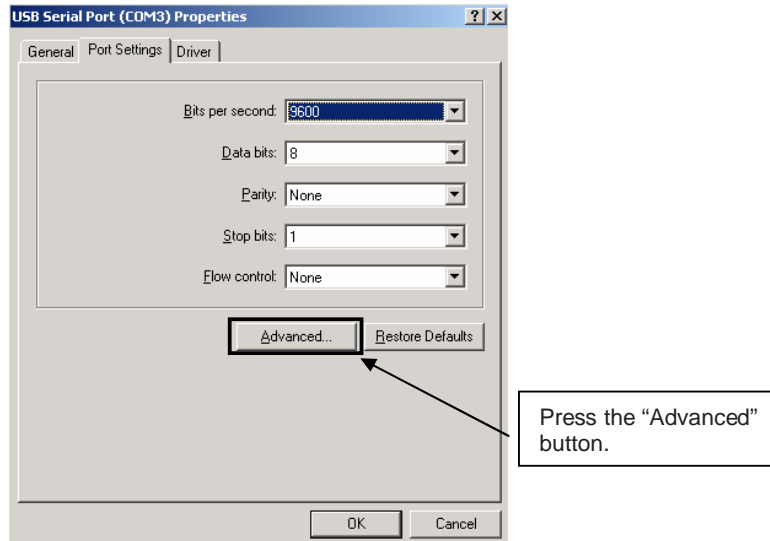 USB Serial Port (COM3) Properties
General Port Settings Driver
Bits per second: 9600
Data bits: 8
Parity: None
Stop bits: 1
Flow control: None
Advanced... Restore Defaults
Press the “Advanced”
button.
OK Cancel